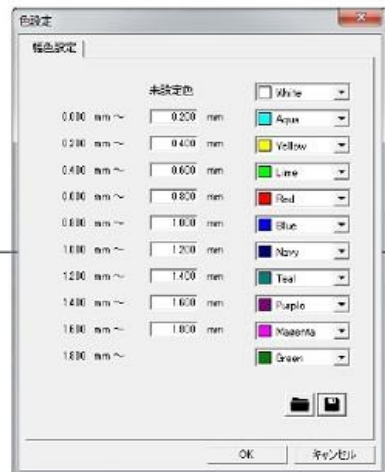 色設定
幅色設定
未設定色 White
0.000 mm ～ 0.200 mm Aqua
0.200 mm ～ 0.400 mm Yellow
0.400 mm ～ 0.600 mm Lime
0.600 mm ～ 0.800 mm Red
0.800 mm ～ 1.000 mm Blue
1.000 mm ～ 1.200 mm Navy
1.200 mm ～ 1.400 mm Teal
1.400 mm ～ 1.600 mm Purple
1.600 mm ～ 1.800 mm Magenta
1.800 mm ～ Green
OK キャンセル